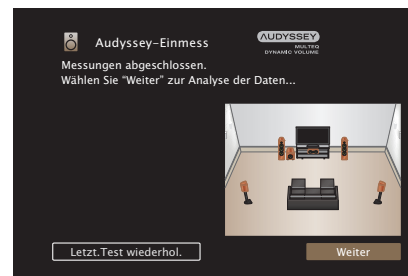 Audyssey-Einmess
AUDYSSEY
MULTEQ
DYNAMIC VOLUME
Messungen abgeschlossen.
Wählen Sie “Weiter” zur Analyse der Daten...
Letzt.Test wiederhol.
Weiter